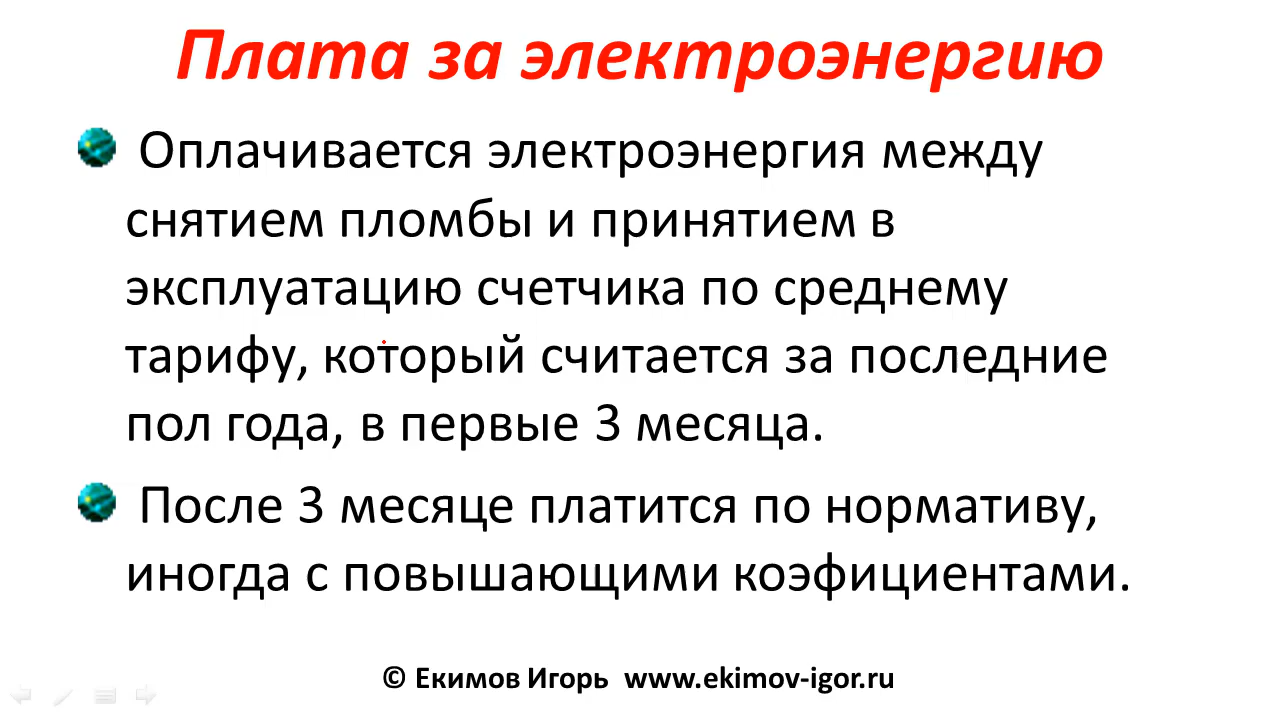 Плата за электроэнергию
Оплачивается электроэнергия между
снятием пломбы и принятием в
эксплуатацию счетчика по среднему
тарифу, который считается за последние
пол года, в первые 3 месяца.
После 3 месяце платится по нормативу,
иногда с повышающими коэфициентами.
© Екимов Игорь www.ekimov-igor.ru